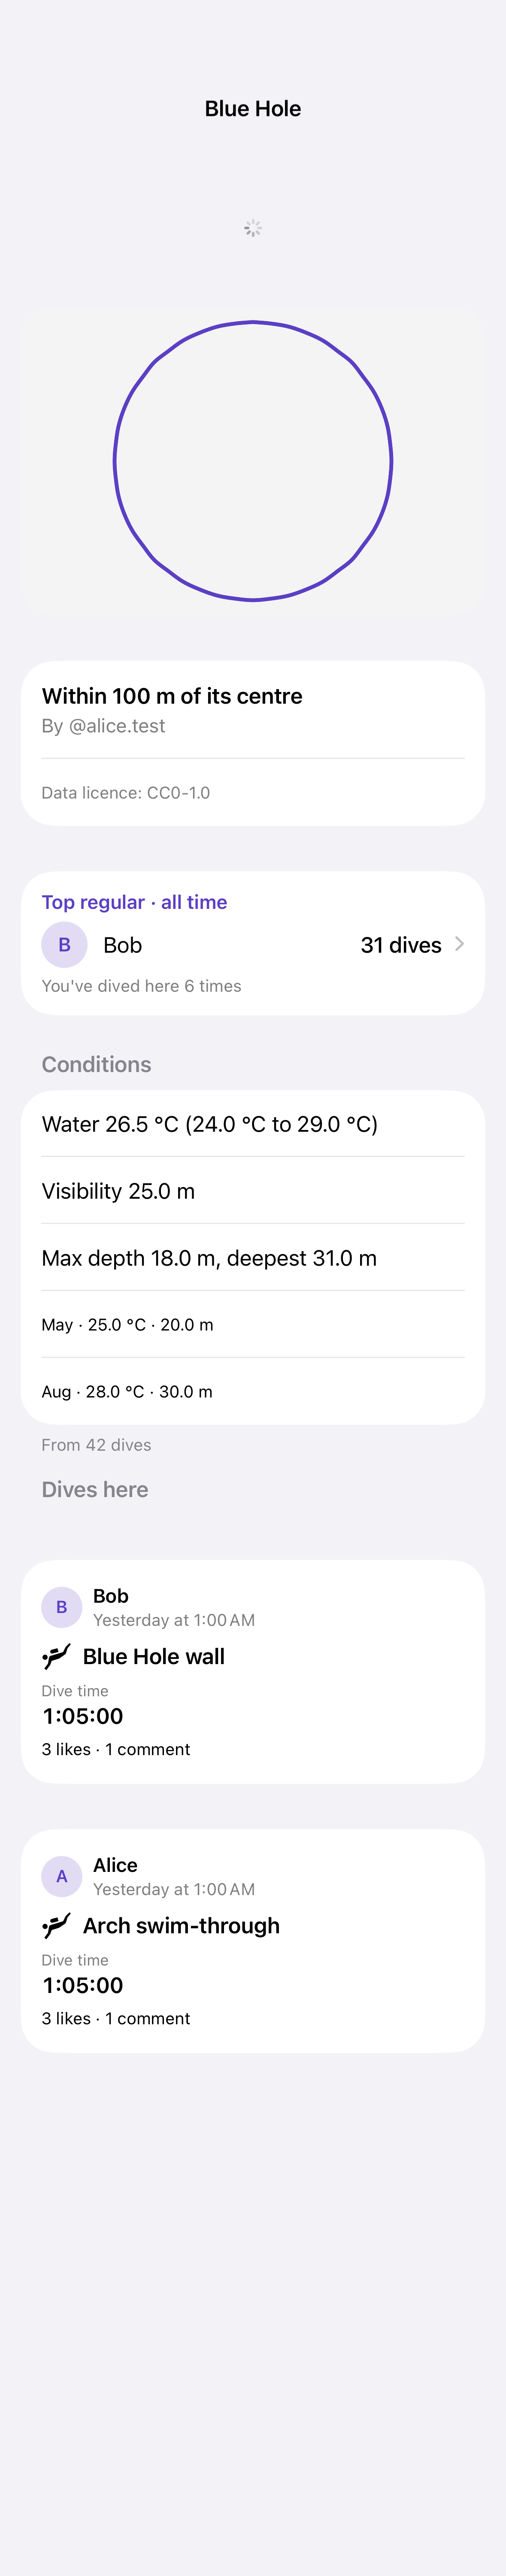 Blue Hole
Within 100 m of its centre
By @alice.test
Data licence: CC0-1.0
Top regular · all time
B
Bob
31 dives
You've dived here 6 times
Conditions
Water 26.5 °C (24.0 °C to 29.0 °C)
Visibility 25.0 m
Max depth 18.0 m, deepest 31.0 m
May · 25.0 °C · 20.0 m
Aug · 28.0 °C · 30.0 m
From 42 dives
Dives here
B
Bob
Yesterday at 1:00 AM
Blue Hole wall
Dive time
1:05:00
3 likes · 1 comment
A
Alice
Yesterday at 1:00 AM
Arch swim-through
Dive time
1:05:00
3 likes · 1 comment